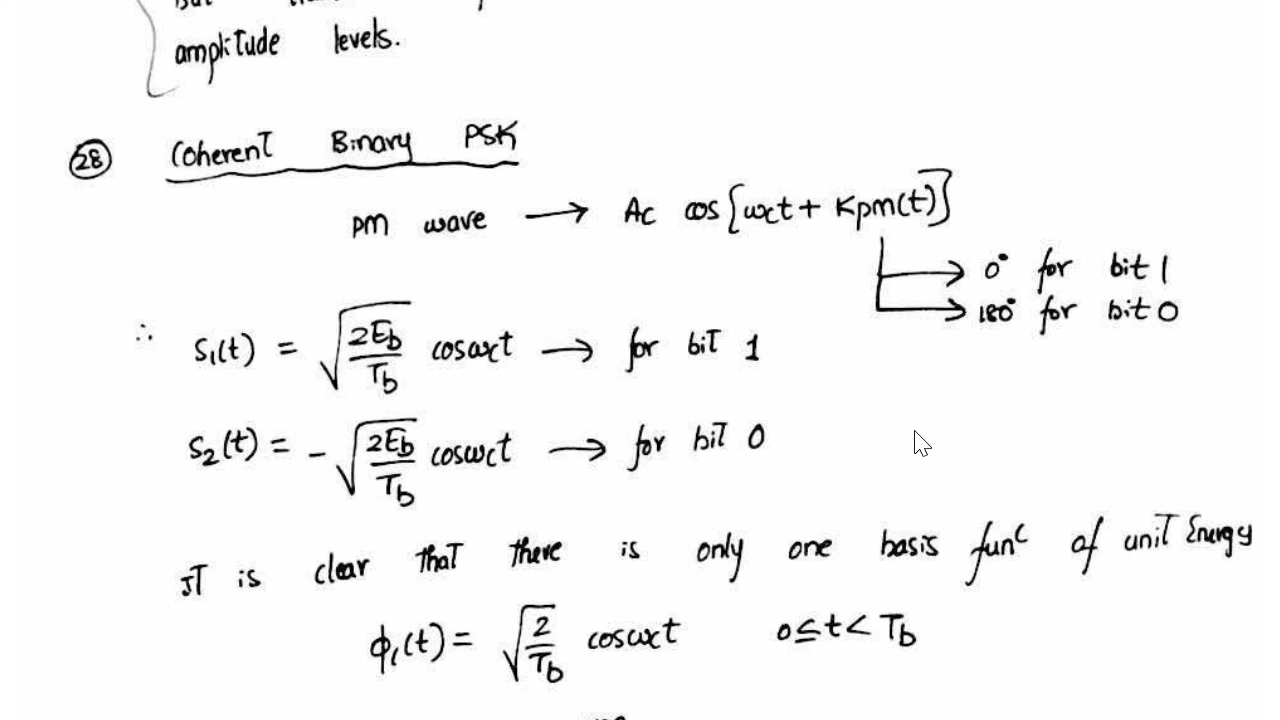 amplitude levels.
28 Coherent Binary PSK
PM wave → Ac cos[ωct + Kpm(t)]
→ 0° for bit 1
→ 180° for bit 0
∴ S₁(t) = √(2Eb/Tb) cosωct → for bit 1
S₂(t) = -√(2Eb/Tb) cosωct → for bit 0
It is clear that there is only one basis func of unit Energy
ϕ₁(t) = √(2/Tb) cosωct 0≤t<Tb